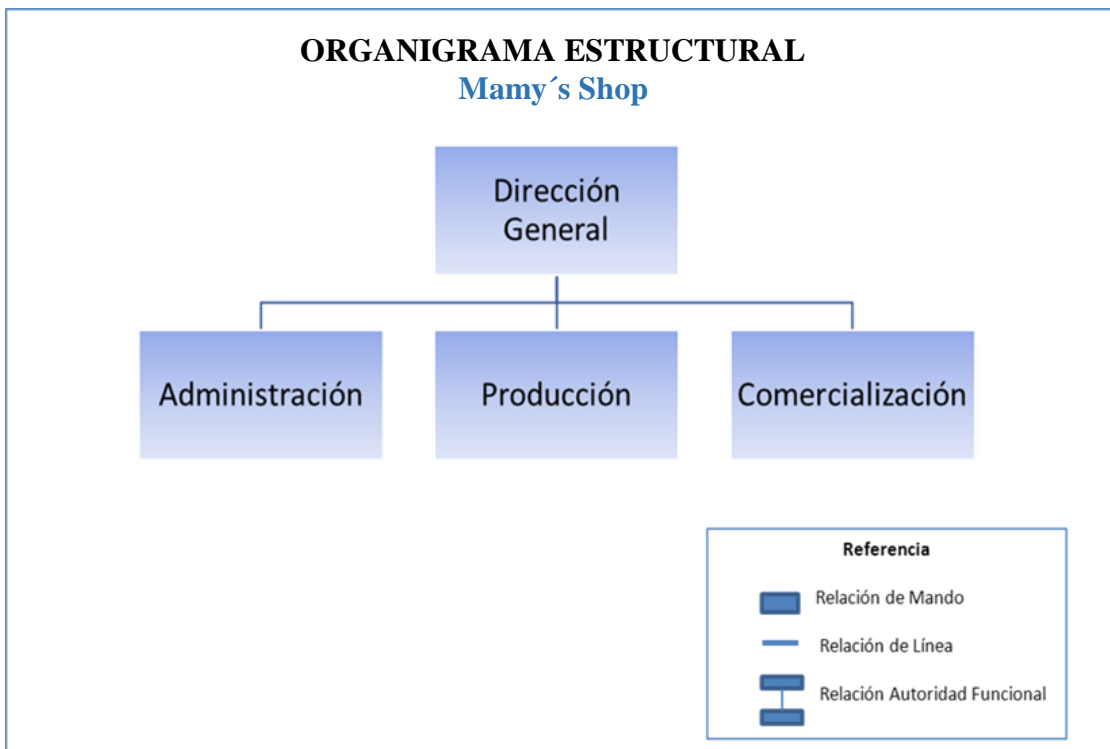 ORGANIGRAMA ESTRUCTURAL
Mamy´s Shop
Dirección
General
Administración
Producción
Comercialización
Referencia
Relación de Mando
Relación de Línea
Relación Autoridad Funcional